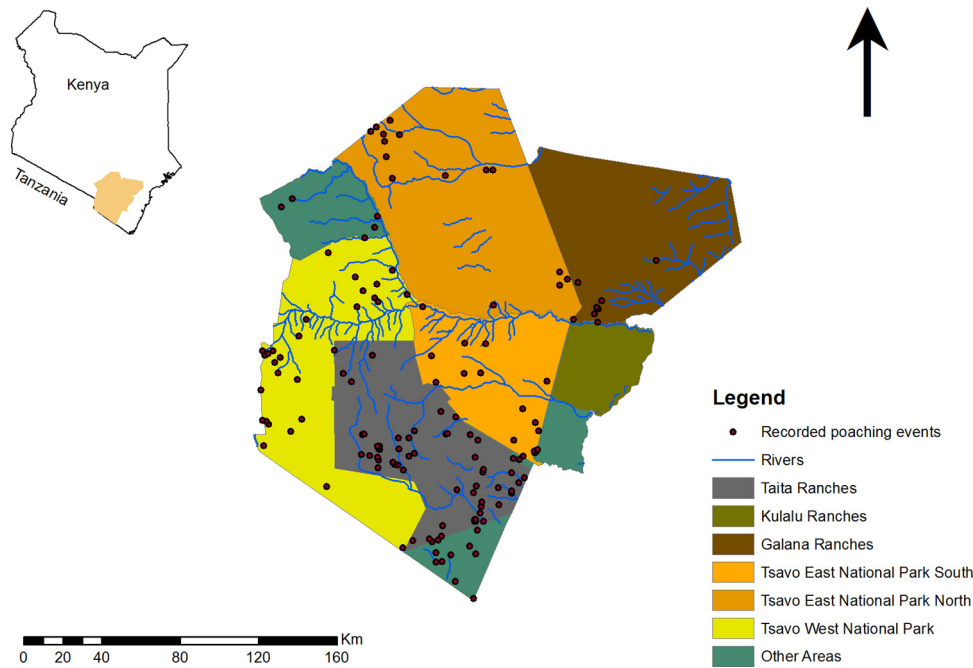 Kenya
Tanzania
Legend
Recorded poaching events
Rivers
Taita Ranches
Kulalu Ranches
Galana Ranches
Tsavo East National Park South
Tsavo East National Park North
Tsavo West National Park
Other Areas
Km
0 20 40 80 120 160